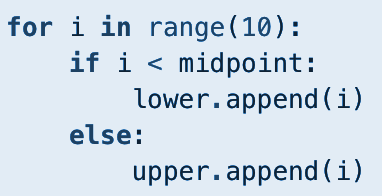 for i in range(10):
    if i < midpoint:
        lower.append(i)
    else:
        upper.append(i)